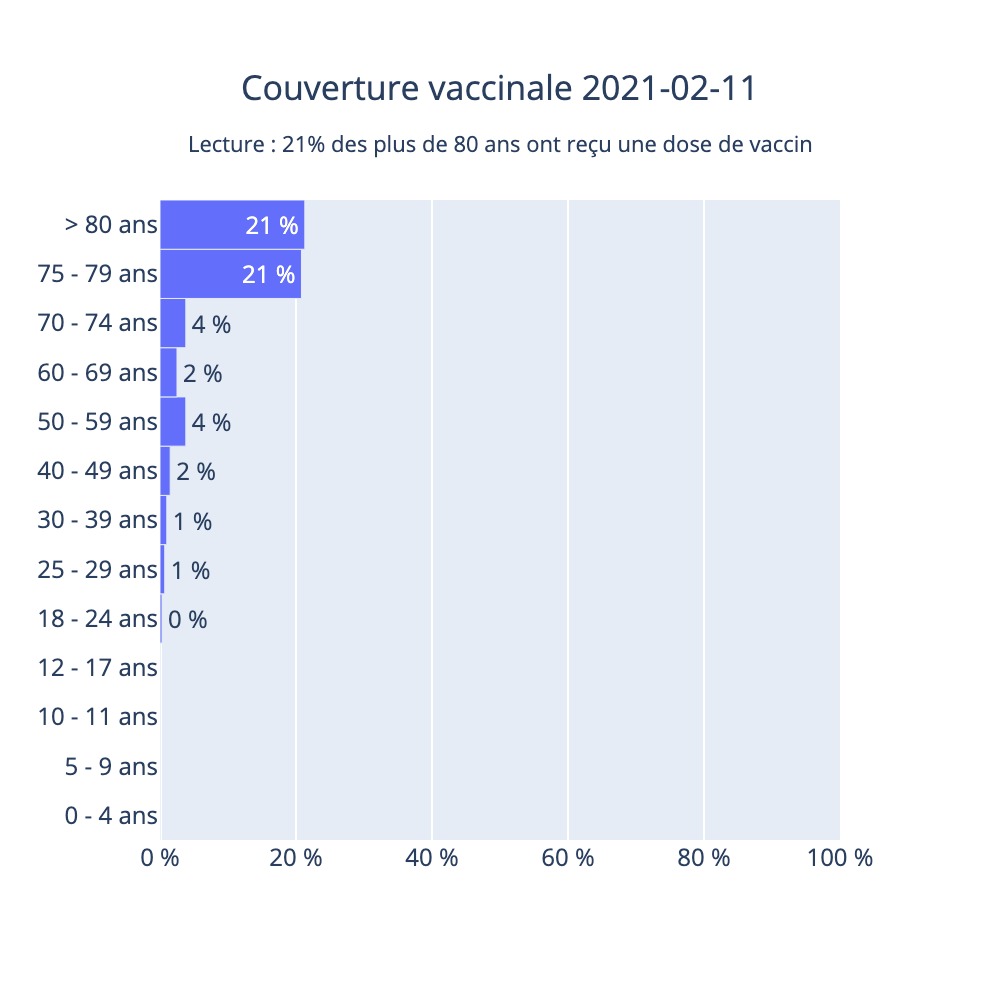 Couverture vaccinale 2021-02-11
Lecture : 21% des plus de 80 ans ont reçu une dose de vaccin
> 80 ans 21 %
75 - 79 ans 21 %
70 - 74 ans 4 %
60 - 69 ans 2 %
50 - 59 ans 4 %
40 - 49 ans 2 %
30 - 39 ans 1 %
25 - 29 ans 1 %
18 - 24 ans 0 %
12 - 17 ans
10 - 11 ans
5 - 9 ans
0 - 4 ans
0 % 20 % 40 % 60 % 80 % 100 %